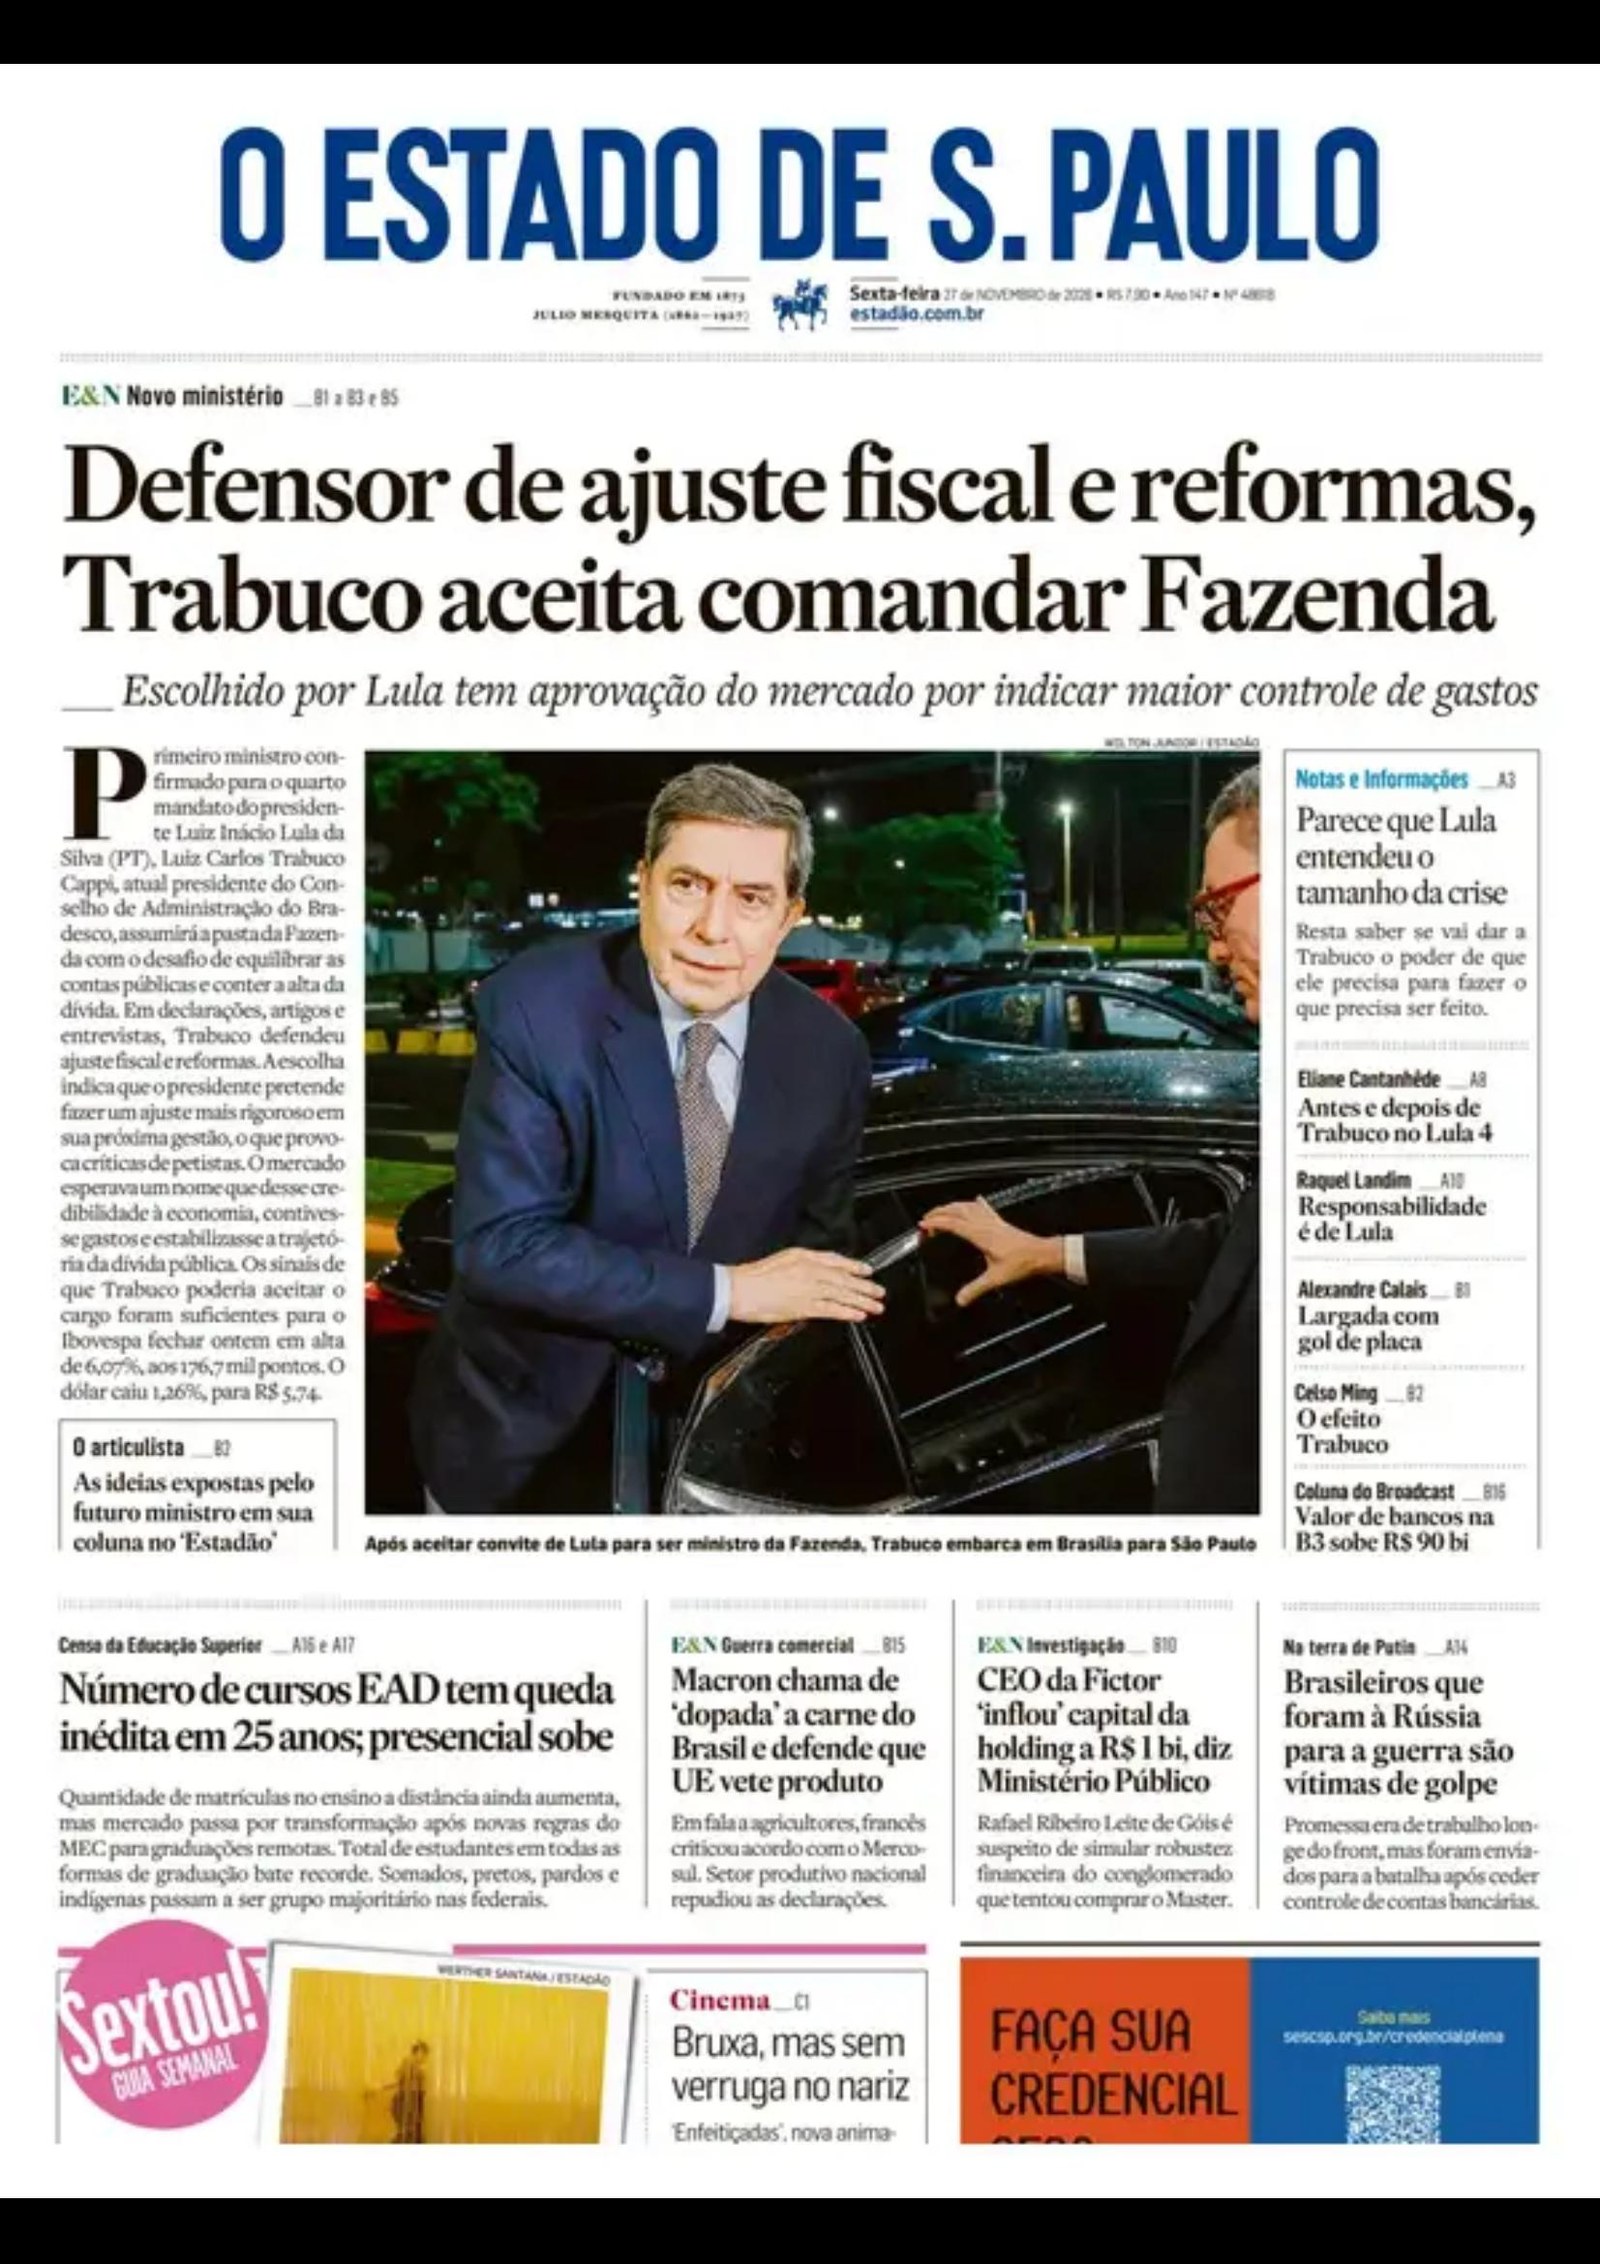 O ESTADO DE S. PAULO
FUNDADO EM 1875
JULIO MESQUITA (1862—1927)
Sexta-feira 27 de NOVEMBRO de 2026 • R$ 7,90 • Ano 147 • Nº 48618
estadão.com.br
E&N Novo ministério __B1 a B3 e B5
Defensor de ajuste fiscal e reformas,
Trabuco aceita comandar Fazenda
__ Escolhido por Lula tem aprovação do mercado por indicar maior controle de gastos
Primeiro ministro con-
firmado para o quarto
mandato do presiden-
te Luiz Inácio Lula da
Silva (PT), Luiz Carlos Trabuco
Cappi, atual presidente do Con-
selho de Administração do Bra-
desco, assumirá a pasta da Fazen-
da com o desafio de equilibrar as
contas públicas e conter a alta da
dívida. Em declarações, artigos e
entrevistas, Trabuco defendeu
ajuste fiscal e reformas. A escolha
indica que o presidente pretende
fazer um ajuste mais rigoroso em
sua próxima gestão, o que provo-
ca críticas de petistas. O mercado
esperava um nome que desse cre-
dibilidade à economia, contives-
se gastos e estabilizasse a trajetó-
ria da dívida pública. Os sinais de
que Trabuco poderia aceitar o
cargo foram suficientes para o
Ibovespa fechar ontem em alta
de 6,07%, aos 176,7 mil pontos. O
dólar caiu 1,26%, para R$ 5,74.
O articulista __B2
As ideias expostas pelo
futuro ministro em sua
coluna no ‘Estadão’
WILTON JUNIOR / ESTADÃO
Após aceitar convite de Lula para ser ministro da Fazenda, Trabuco embarca em Brasília para São Paulo
Notas e Informações __A3
Parece que Lula
entendeu o
tamanho da crise
Resta saber se vai dar a
Trabuco o poder de que
ele precisa para fazer o
que precisa ser feito.
Eliane Cantanhêde __A8
Antes e depois de
Trabuco no Lula 4
Raquel Landim __A10
Responsabilidade
é de Lula
Alexandre Calais __B1
Largada com
gol de placa
Celso Ming __B2
O efeito
Trabuco
Coluna do Broadcast __B16
Valor de bancos na
B3 sobe R$ 90 bi
Censo da Educação Superior __A16 e A17
Número de cursos EAD tem queda
inédita em 25 anos; presencial sobe
Quantidade de matrículas no ensino a distância ainda aumenta,
mas mercado passa por transformação após novas regras do
MEC para graduações remotas. Total de estudantes em todas as
formas de graduação bate recorde. Somados, pretos, pardos e
indígenas passam a ser grupo majoritário nas federais.
E&N Guerra comercial __B15
Macron chama de
‘dopada’ a carne do
Brasil e defende que
UE vete produto
Em fala a agricultores, francês
criticou acordo com o Merco-
sul. Setor produtivo nacional
repudiou as declarações.
E&N Investigação __B10
CEO da Fictor
‘inflou’ capital da
holding a R$ 1 bi, diz
Ministério Público
Rafael Ribeiro Leite de Góis é
suspeito de simular robustez
financeira do conglomerado
que tentou comprar o Master.
Na terra de Putin __A14
Brasileiros que
foram à Rússia
para a guerra são
vítimas de golpe
Promessa era de trabalho lon-
ge do front, mas foram envia-
dos para a batalha após ceder
controle de contas bancárias.
Sextou!
GUIA SEMANAL
WERTHER SANTANA / ESTADÃO
Cinema __C1
Bruxa, mas sem
verruga no nariz
‘Enfeitiçadas’, nova anima-
FAÇA SUA
CREDENCIAL
Saiba mais
sescsp.org.br/credencialplena